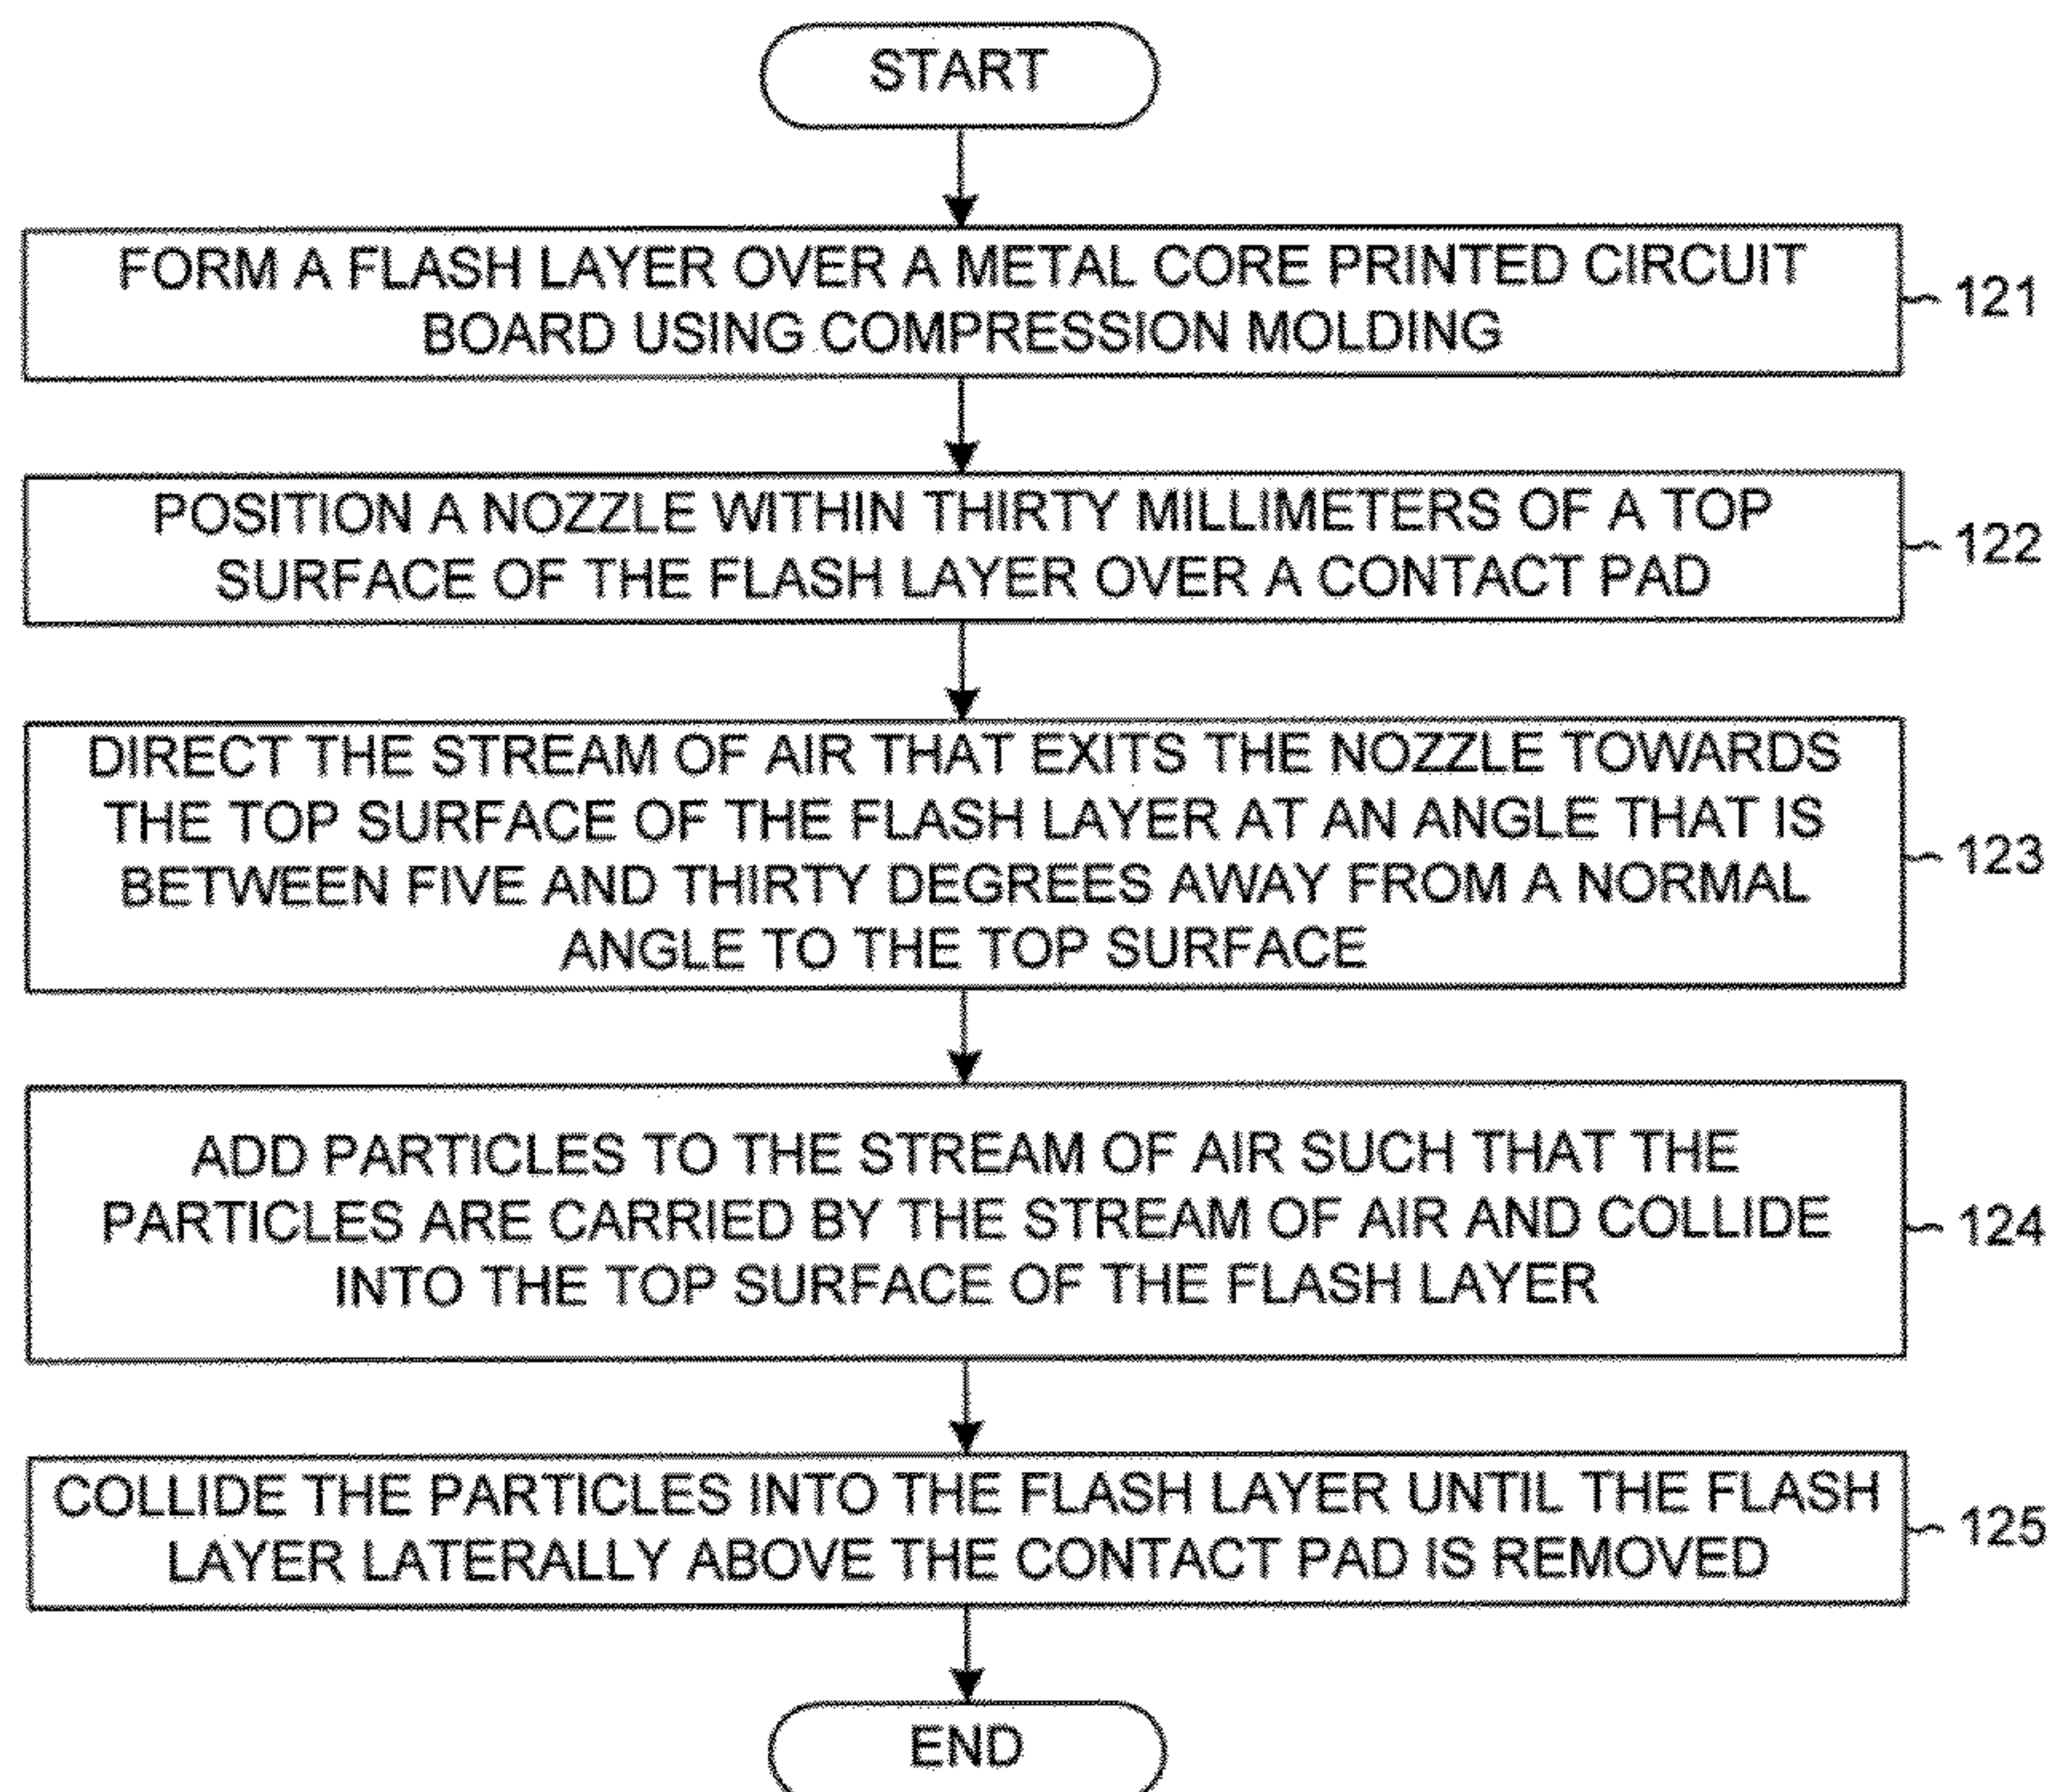 START
FORM A FLASH LAYER OVER A METAL CORE PRINTED CIRCUIT
BOARD USING COMPRESSION MOLDING
121
POSITION A NOZZLE WITHIN THIRTY MILLIMETERS OF A TOP
SURFACE OF THE FLASH LAYER OVER A CONTACT PAD
122
DIRECT THE STREAM OF AIR THAT EXITS THE NOZZLE TOWARDS
THE TOP SURFACE OF THE FLASH LAYER AT AN ANGLE THAT IS
BETWEEN FIVE AND THIRTY DEGREES AWAY FROM A NORMAL
ANGLE TO THE TOP SURFACE
123
ADD PARTICLES TO THE STREAM OF AIR SUCH THAT THE
PARTICLES ARE CARRIED BY THE STREAM OF AIR AND COLLIDE
INTO THE TOP SURFACE OF THE FLASH LAYER
124
COLLIDE THE PARTICLES INTO THE FLASH LAYER UNTIL THE FLASH
LAYER LATERALLY ABOVE THE CONTACT PAD IS REMOVED
125
END